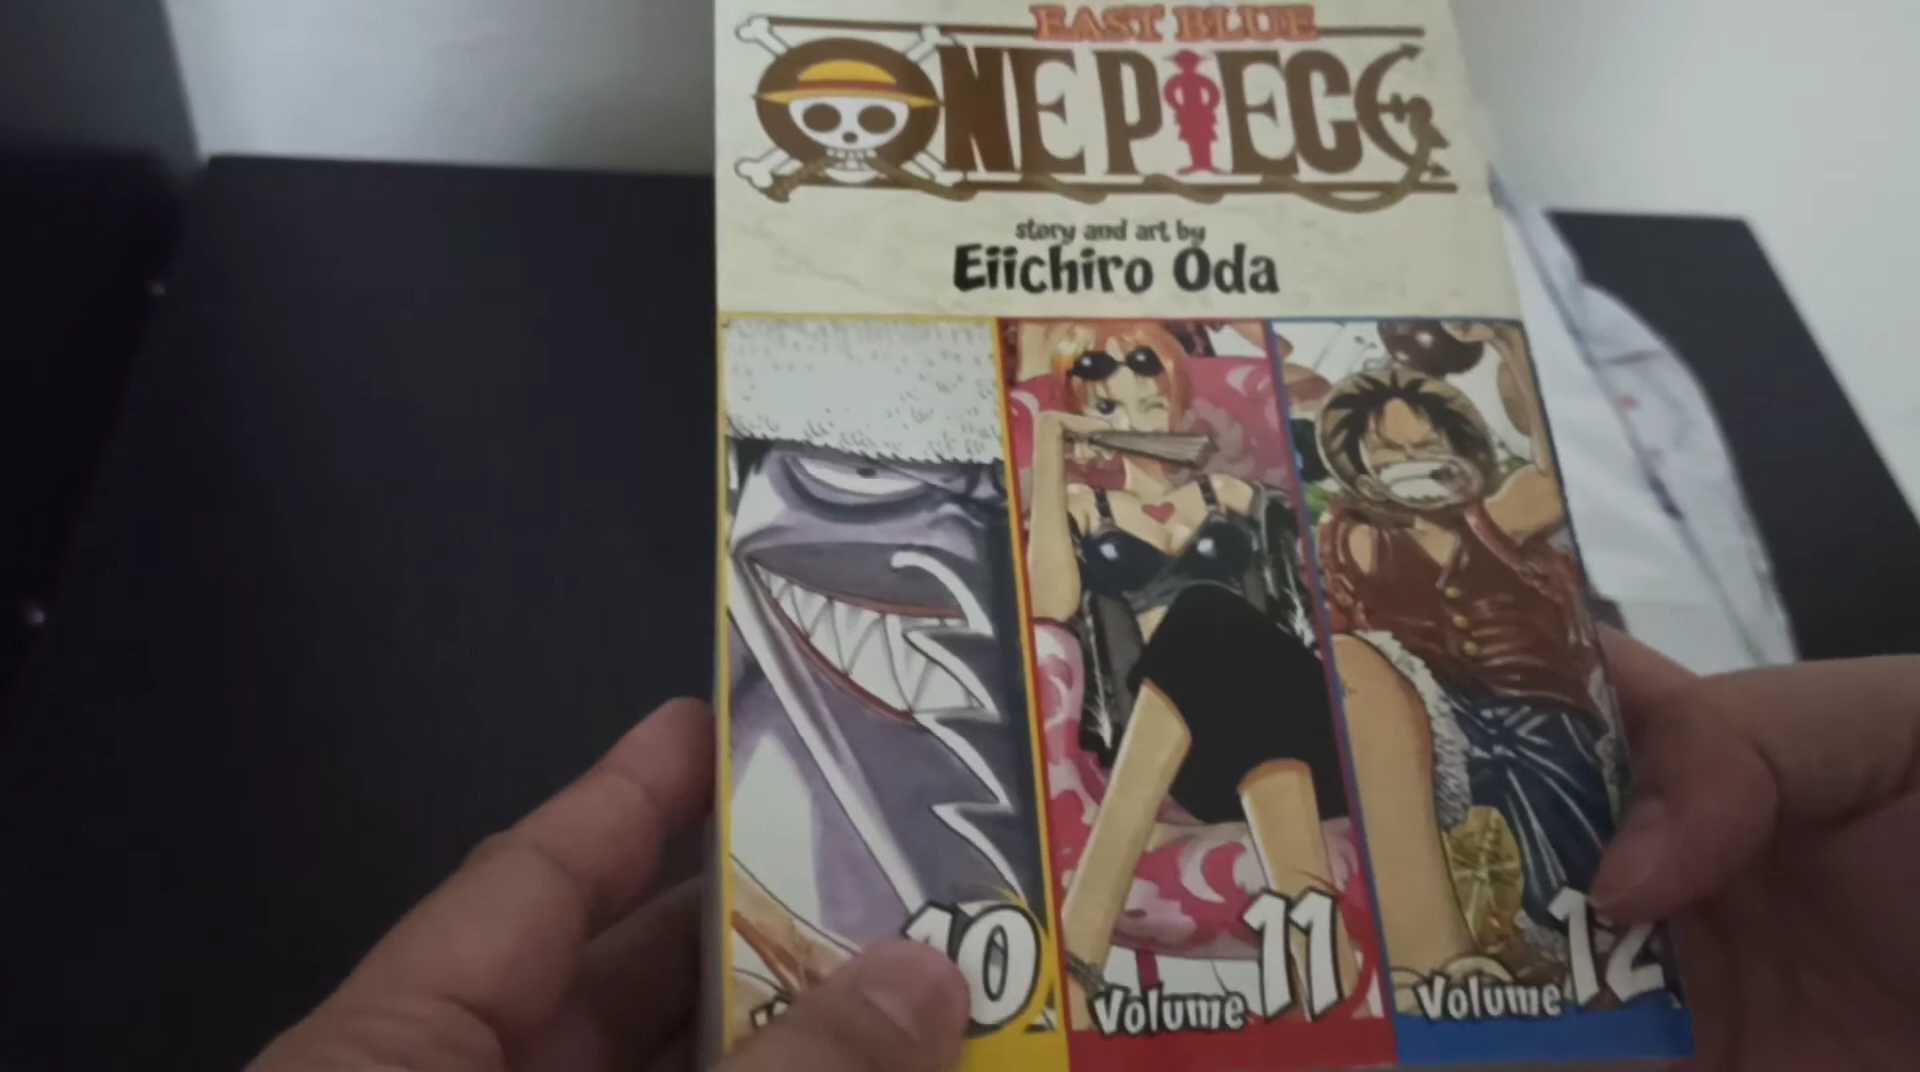 EAST BLUE
ONE PIECE
story and art by
Eiichiro Oda
10
Volume 11
Volume 12